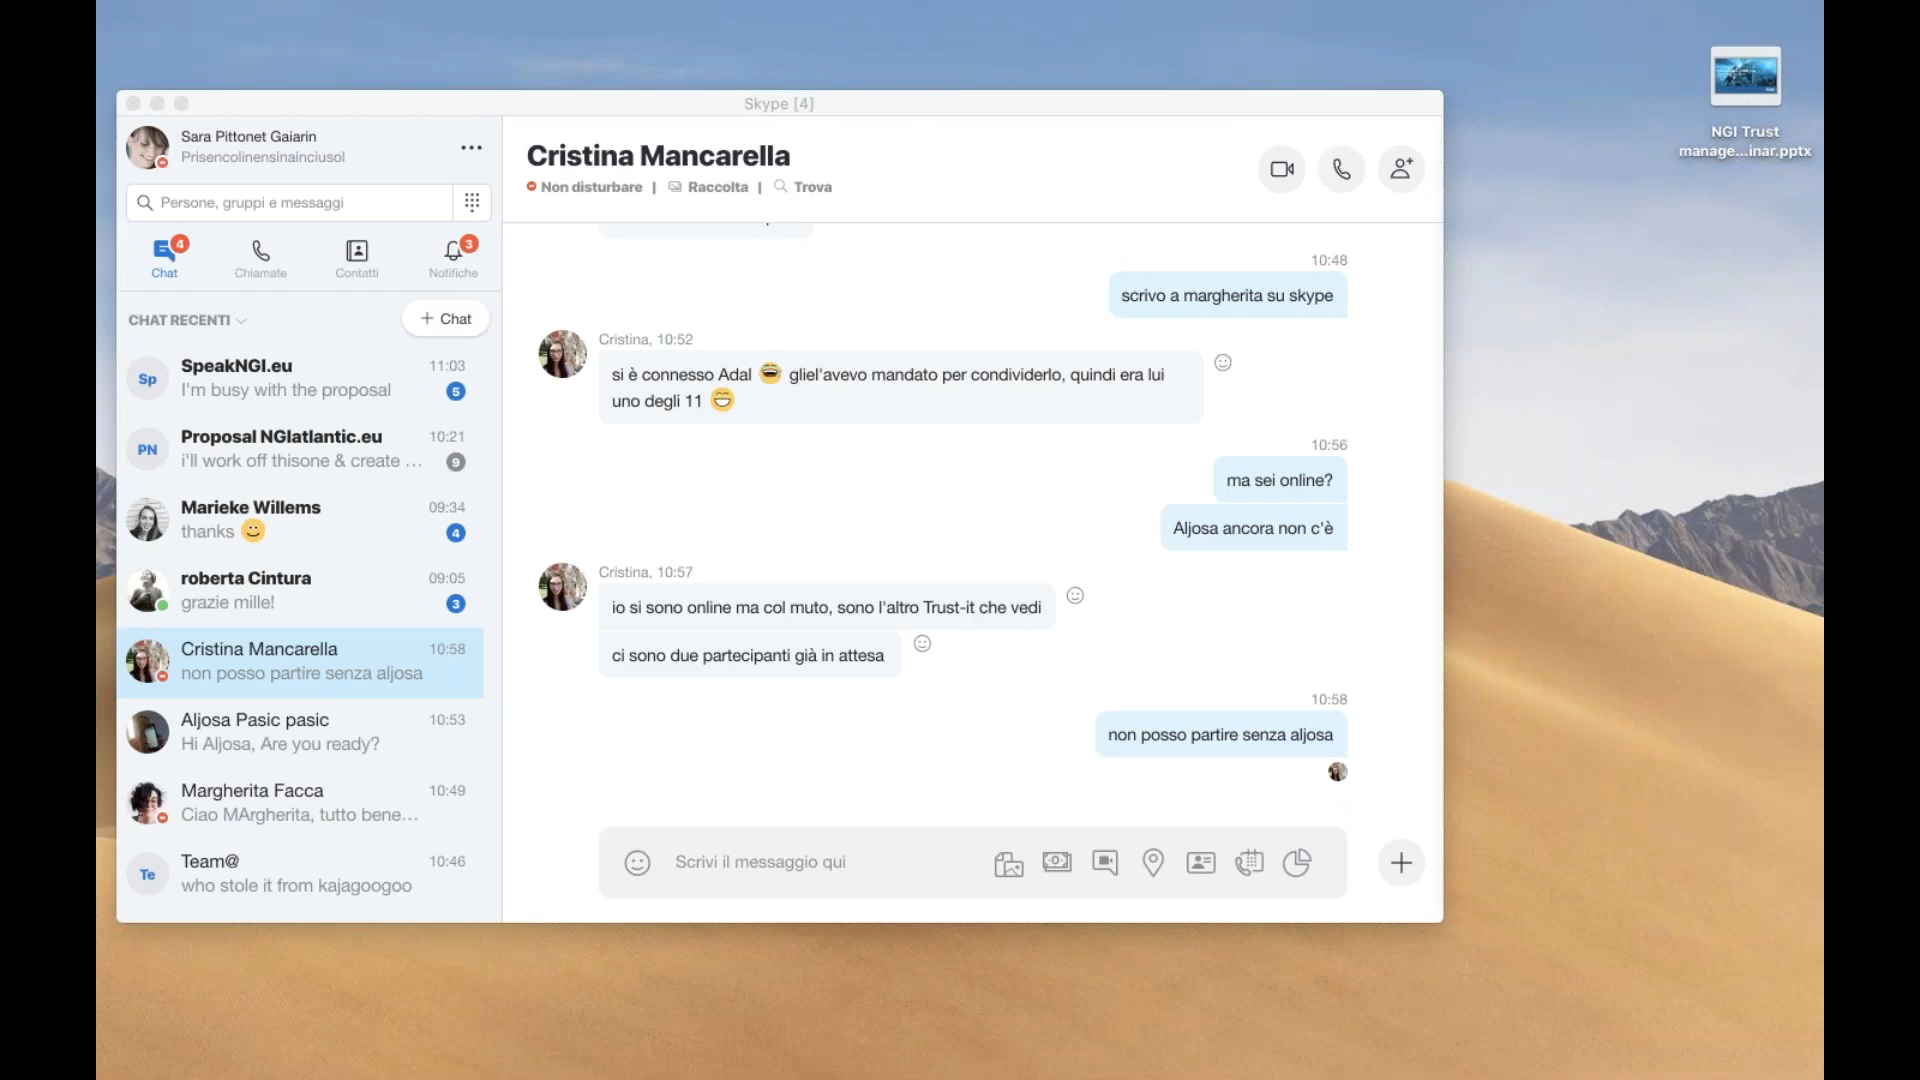 Skype [4]
NGI Trust
manage...inar.pptx
Sara Pittonet Gaiarin
Prisencolinensinainciusol
Persone, gruppi e messaggi
4
3
Chat
Chiamate
Contatti
Notifiche
CHAT RECENTI
+ Chat
Sp
SpeakNGI.eu
11:03
I'm busy with the proposal
5
PN
Proposal NGIatlantic.eu
10:21
i'll work off thisone & create ...
9
Marieke Willems
09:34
thanks
4
roberta Cintura
09:05
grazie mille!
3
Cristina Mancarella
10:58
non posso partire senza aljosa
Aljosa Pasic pasic
10:53
Hi Aljosa, Are you ready?
Margherita Facca
10:49
Ciao MArgherita, tutto bene...
Te
Team@
10:46
who stole it from kajagoogoo
Cristina Mancarella
Non disturbare | Raccolta | Trova
10:48
scrivo a margherita su skype
Cristina, 10:52
si è connesso Adal 😄 gliel'avevo mandato per condividerlo, quindi era lui
uno degli 11 😄
10:56
ma sei online?
Aljosa ancora non c'è
Cristina, 10:57
io si sono online ma col muto, sono l'altro Trust-it che vedi
ci sono due partecipanti già in attesa
10:58
non posso partire senza aljosa
Scrivi il messaggio qui